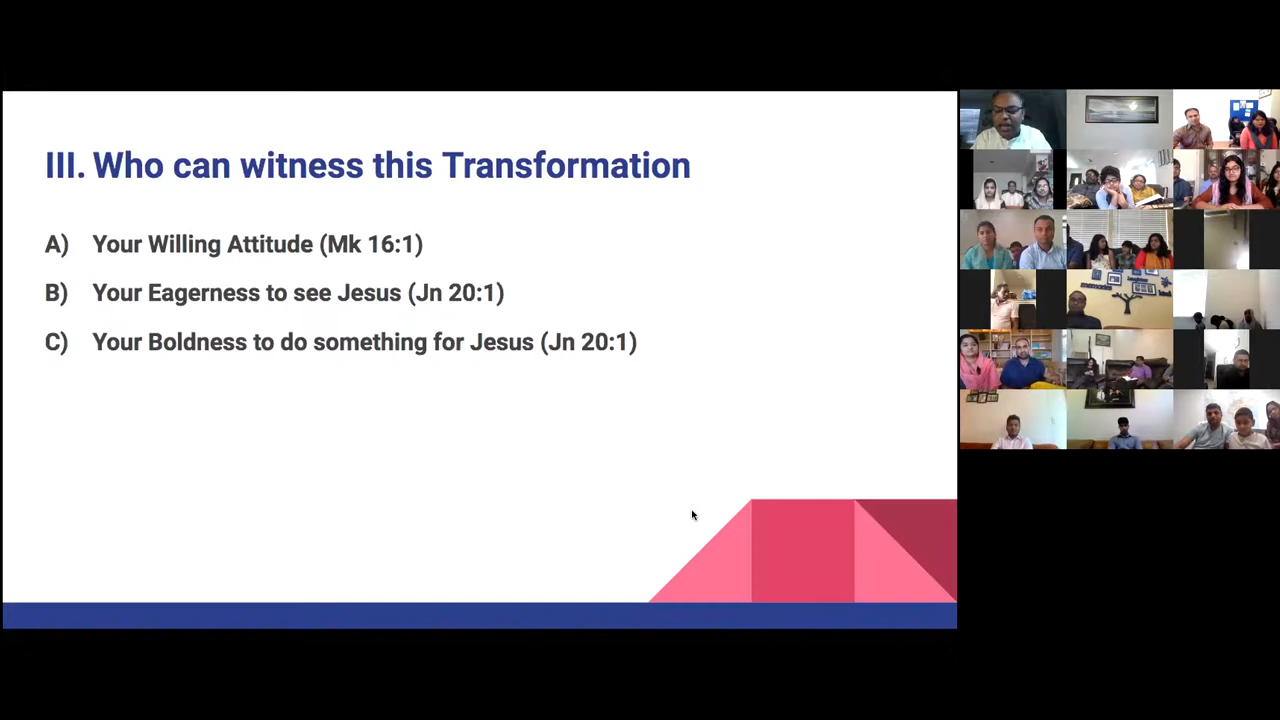 III. Who can witness this Transformation
A) Your Willing Attitude (Mk 16:1)
B) Your Eagerness to see Jesus (Jn 20:1)
C) Your Boldness to do something for Jesus (Jn 20:1)
memories